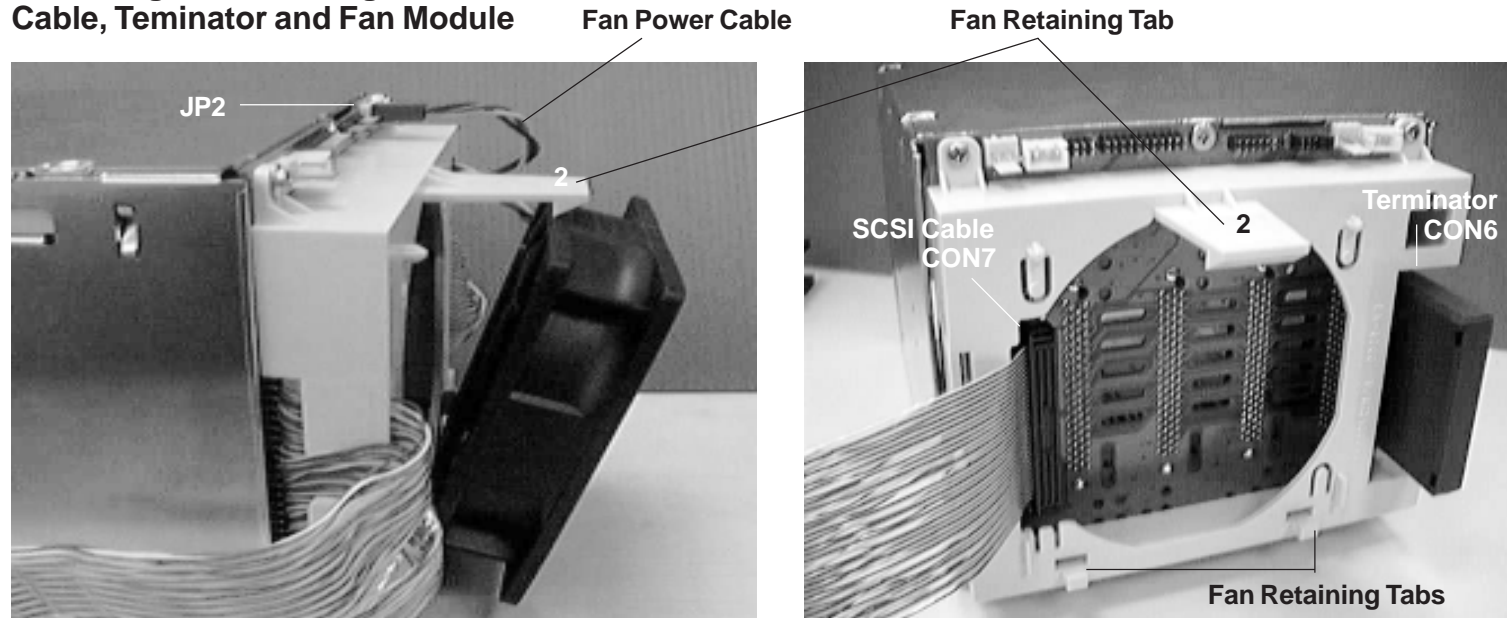 Cable, Teminator and Fan Module
Fan Power Cable
Fan Retaining Tab
JP2
2
SCSI Cable
CON7
2
Terminator
CON6
Fan Retaining Tabs